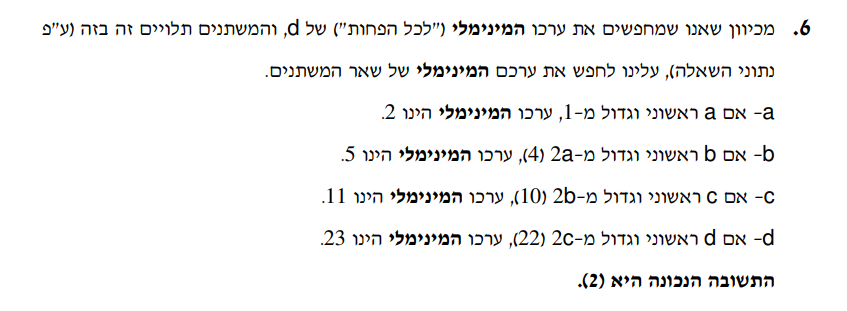 6. מכיוון שאנו שמחפשים את ערכו המינימלי ("לכל הפחות") של d, והמשתנים תלויים זה בזה (ע"פ
נתוני השאלה), עלינו לחפש את ערכם המינימלי של שאר המשתנים.
a- אם a ראשוני וגדול מ-1, ערכו המינימלי הינו 2.
b- אם b ראשוני וגדול מ-2a (4), ערכו המינימלי הינו 5.
c- אם c ראשוני וגדול מ-2b (10), ערכו המינימלי הינו 11.
d- אם d ראשוני וגדול מ-2c (22), ערכו המינימלי הינו 23.
התשובה הנכונה היא (2).